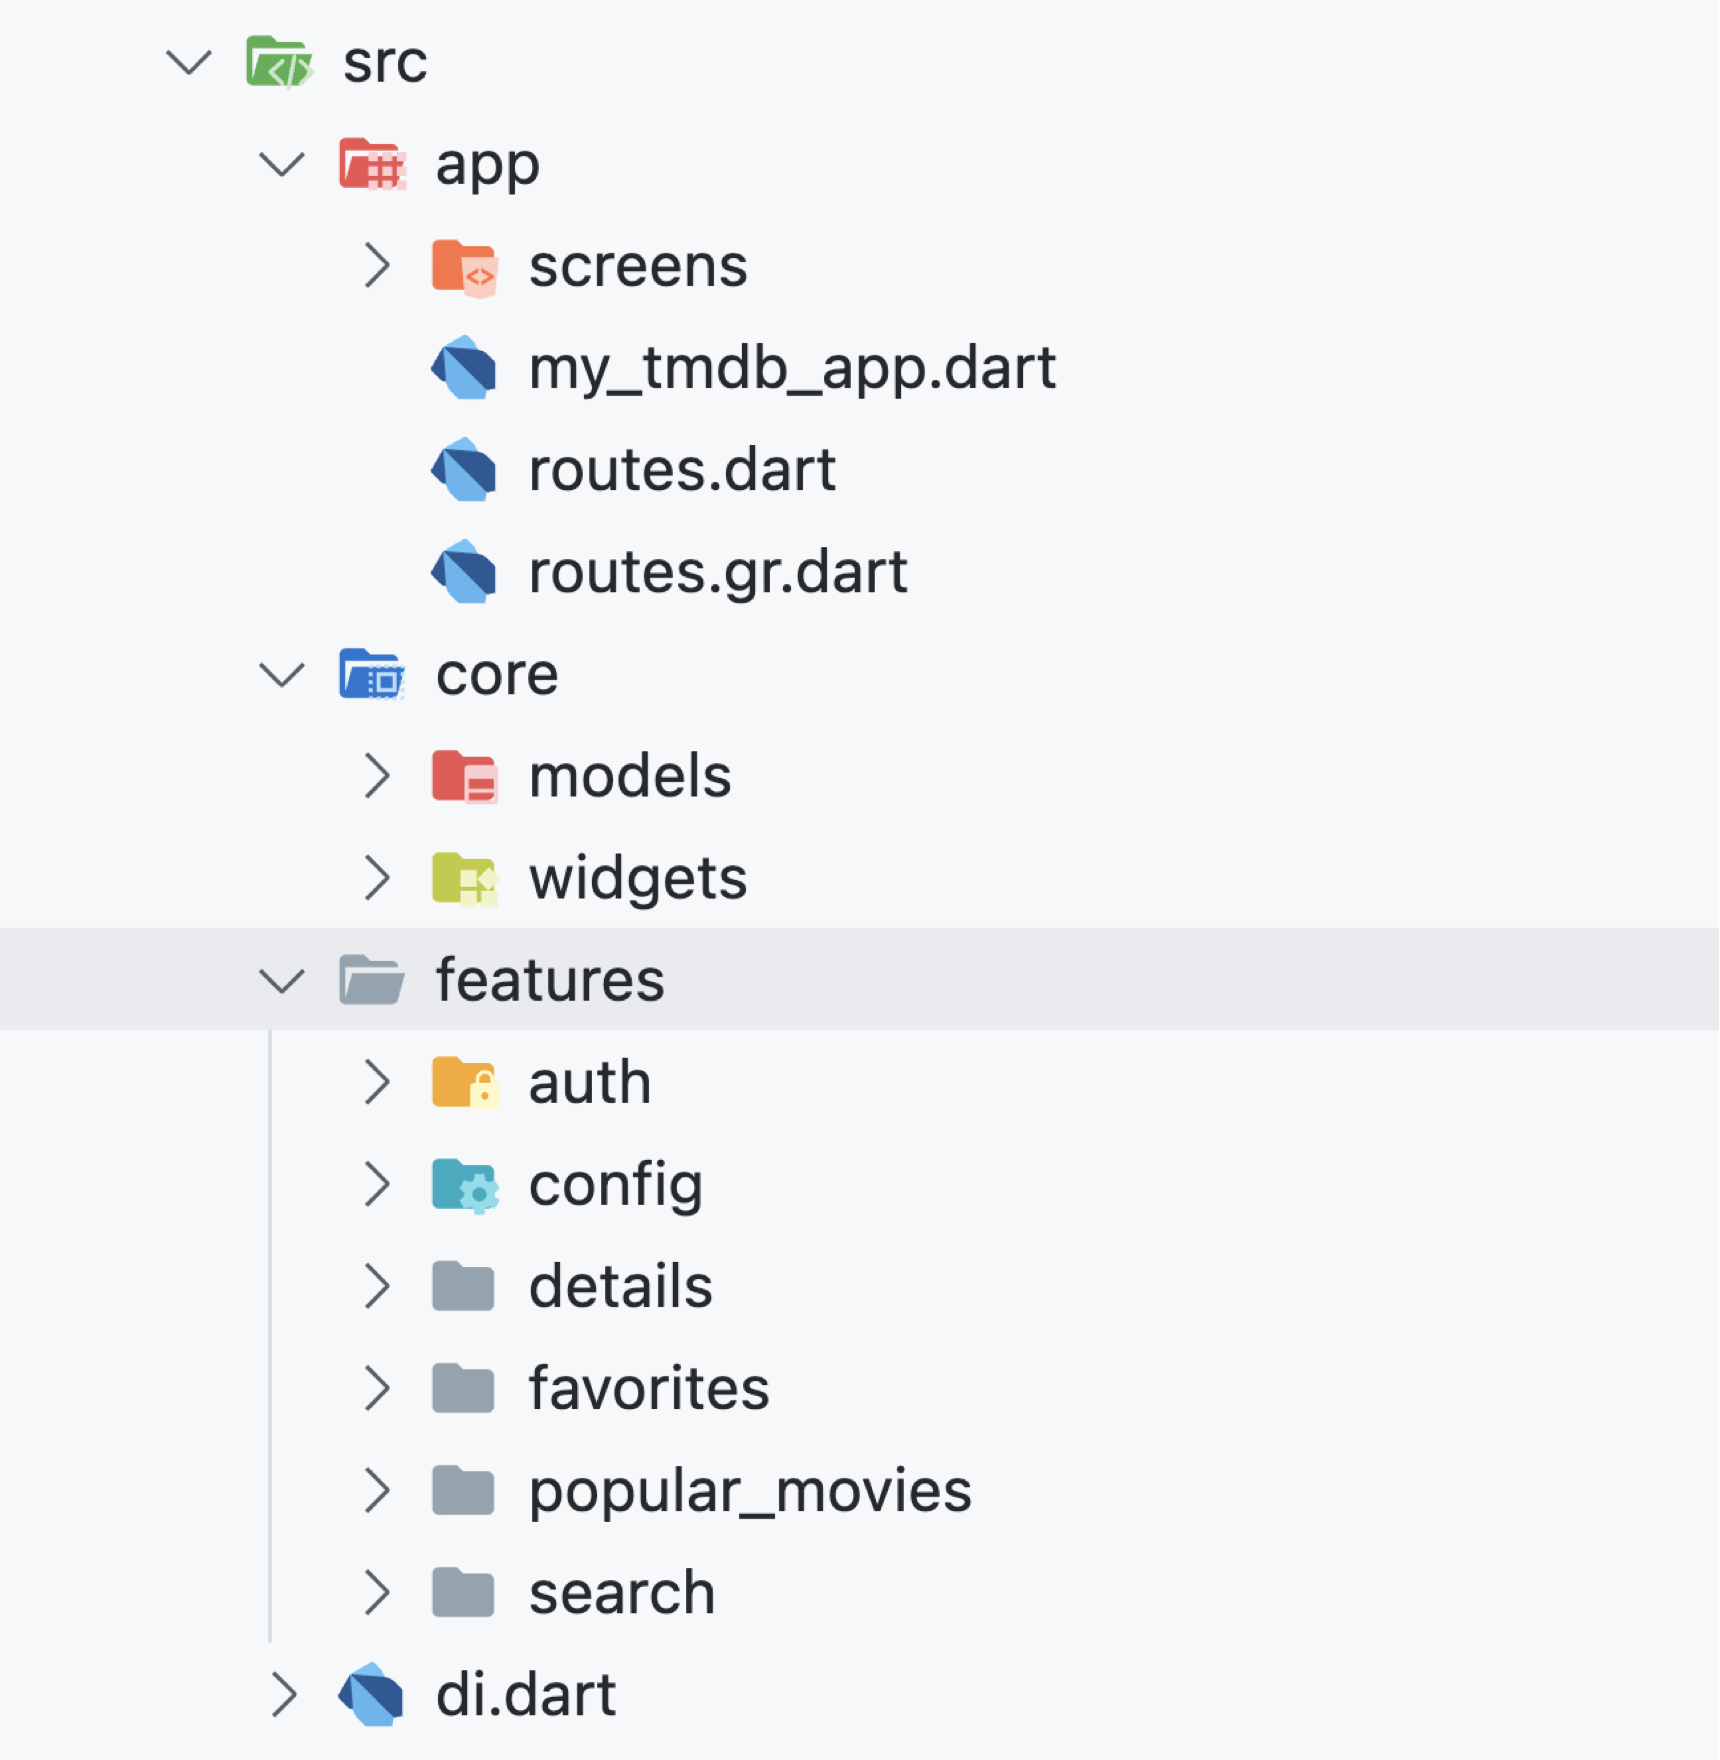 src
app
screens
my_tmdb_app.dart
routes.dart
routes.gr.dart
core
models
widgets
features
auth
config
details
favorites
popular_movies
search
di.dart